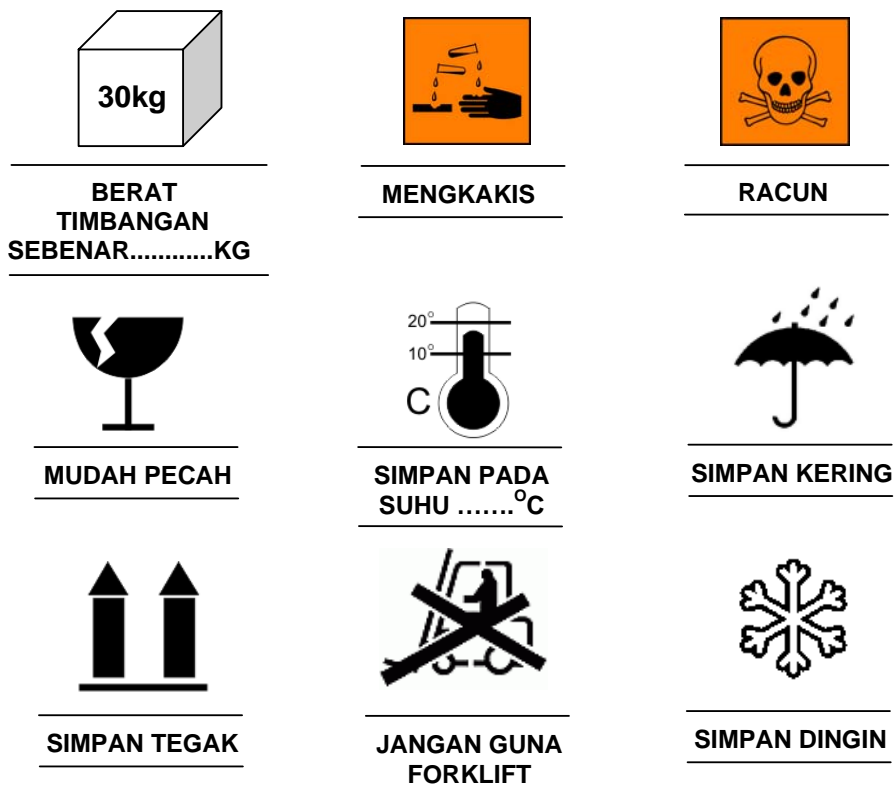 30kg
BERAT
TIMBANGAN
SEBENAR............KG
MENGKAKIS
RACUN
20°
10°
C
MUDAH PECAH
SIMPAN PADA
SUHU …….°C
SIMPAN KERING
SIMPAN TEGAK
JANGAN GUNA
FORKLIFT
SIMPAN DINGIN